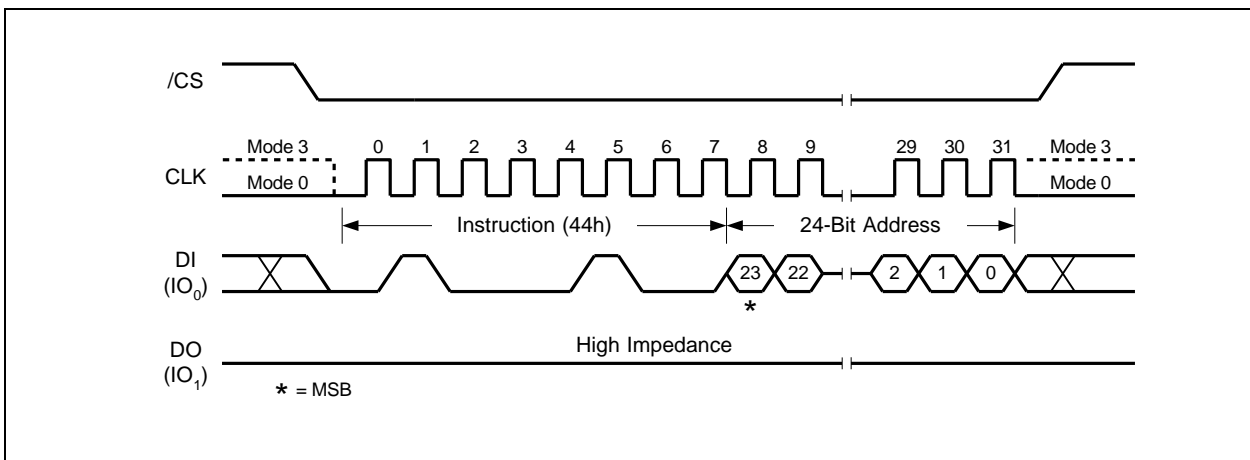 /CS
Mode 3 0 1 2 3 4 5 6 7 8 9 29 30 31 Mode 3
CLK Mode 0 Mode 0
Instruction (44h) 24-Bit Address
DI
(IO0) 23 22 2 1 0
*
DO High Impedance
(IO1)
* = MSB